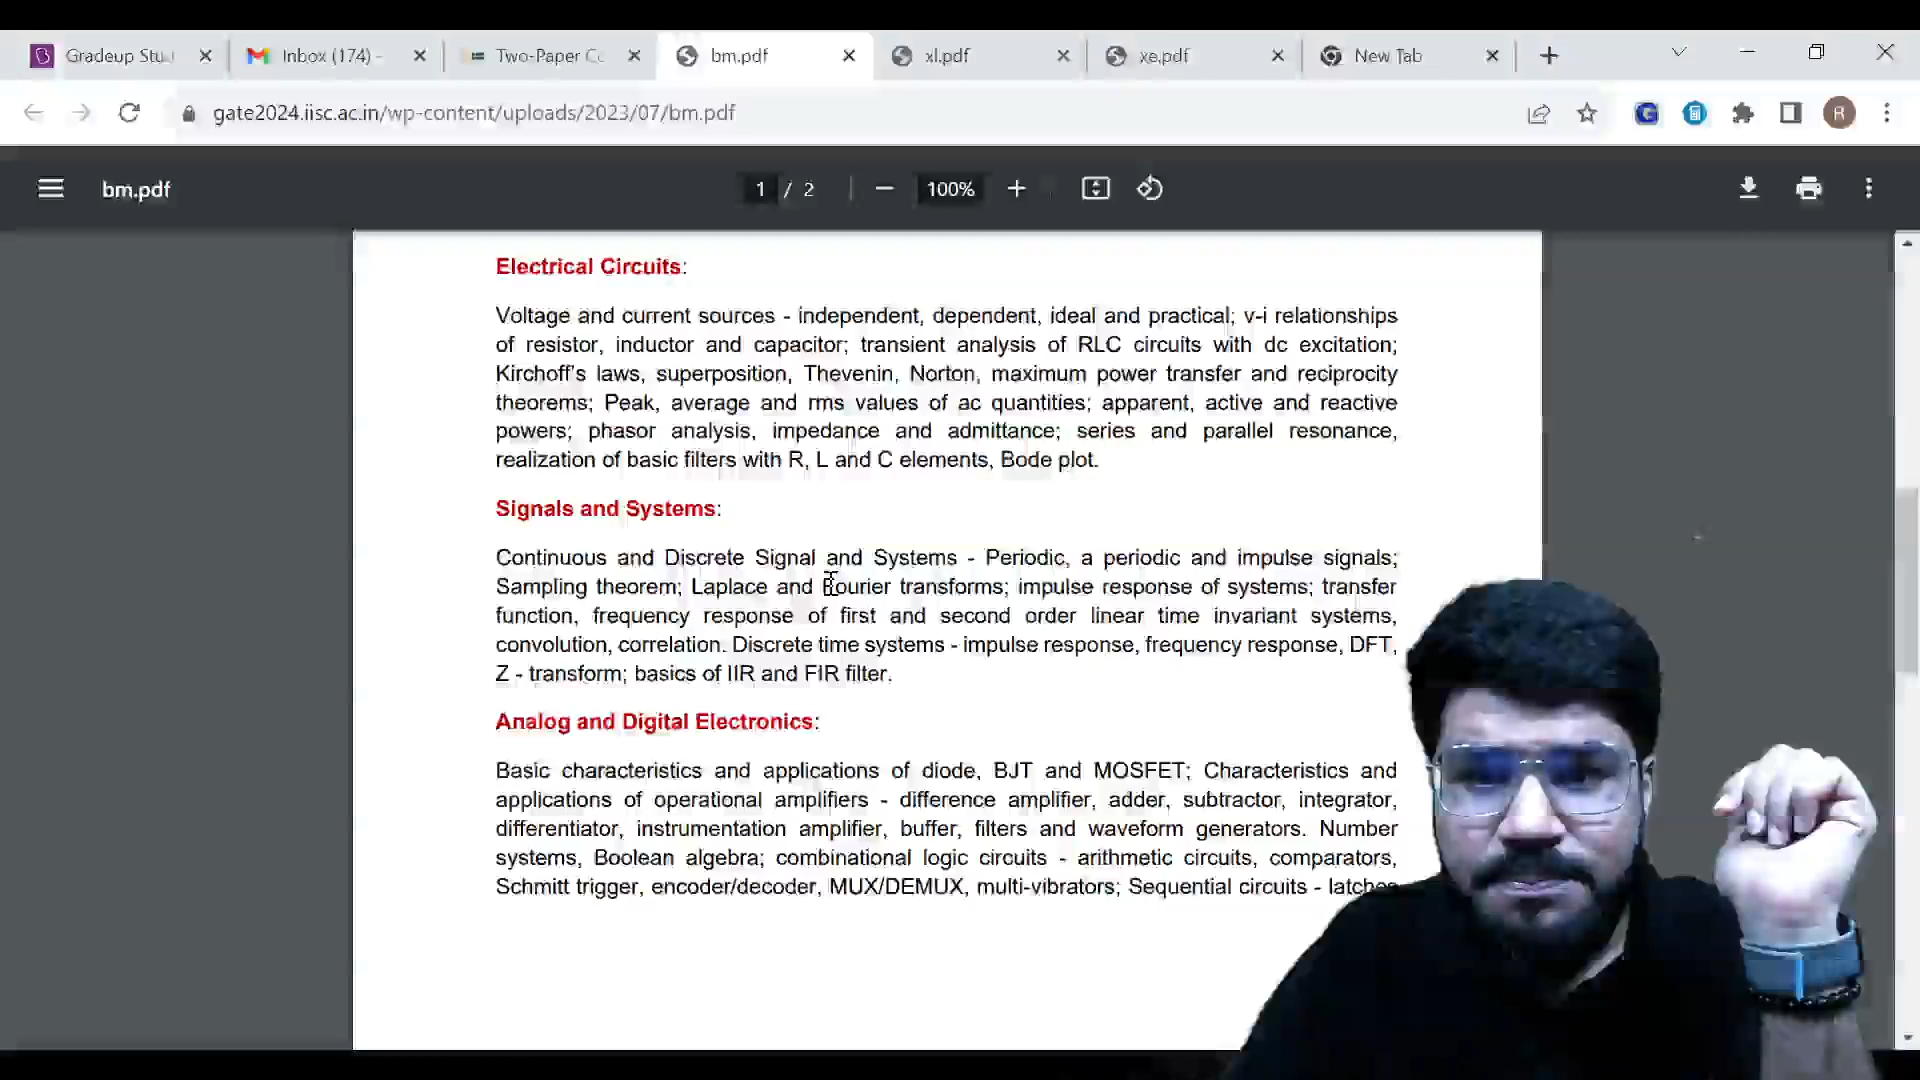 Gradeup Stu
Inbox (174) -
Two-Paper Co
bm.pdf
xl.pdf
xe.pdf
New Tab
gate2024.iisc.ac.in/wp-content/uploads/2023/07/bm.pdf
R
bm.pdf
1 / 2
100%
Electrical Circuits:
Voltage and current sources - independent, dependent, ideal and practical; v-i relationships
of resistor, inductor and capacitor; transient analysis of RLC circuits with dc excitation;
Kirchoff's laws, superposition, Thevenin, Norton, maximum power transfer and reciprocity
theorems; Peak, average and rms values of ac quantities; apparent, active and reactive
powers; phasor analysis, impedance and admittance; series and parallel resonance,
realization of basic filters with R, L and C elements, Bode plot.
Signals and Systems:
Continuous and Discrete Signal and Systems - Periodic, a periodic and impulse signals;
Sampling theorem; Laplace and Fourier transforms; impulse response of systems; transfer
function, frequency response of first and second order linear time invariant systems,
convolution, correlation. Discrete time systems - impulse response, frequency response, DFT,
Z - transform; basics of IIR and FIR filter.
Analog and Digital Electronics:
Basic characteristics and applications of diode, BJT and MOSFET; Characteristics and
applications of operational amplifiers - difference amplifier, adder, subtractor, integrator,
differentiator, instrumentation amplifier, buffer, filters and waveform generators. Number
systems, Boolean algebra; combinational logic circuits - arithmetic circuits, comparators,
Schmitt trigger, encoder/decoder, MUX/DEMUX, multi-vibrators; Sequential circuits - latches